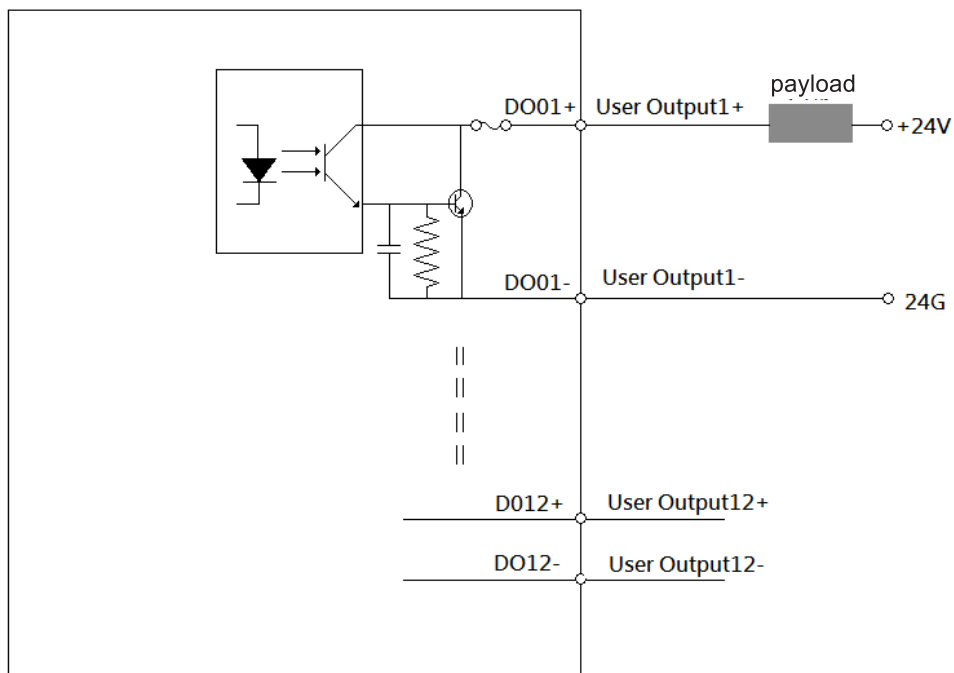 payload
DO01+ User Output1+
+24V
DO01- User Output1-
24G
D012+ User Output12+
DO12- User Output12-